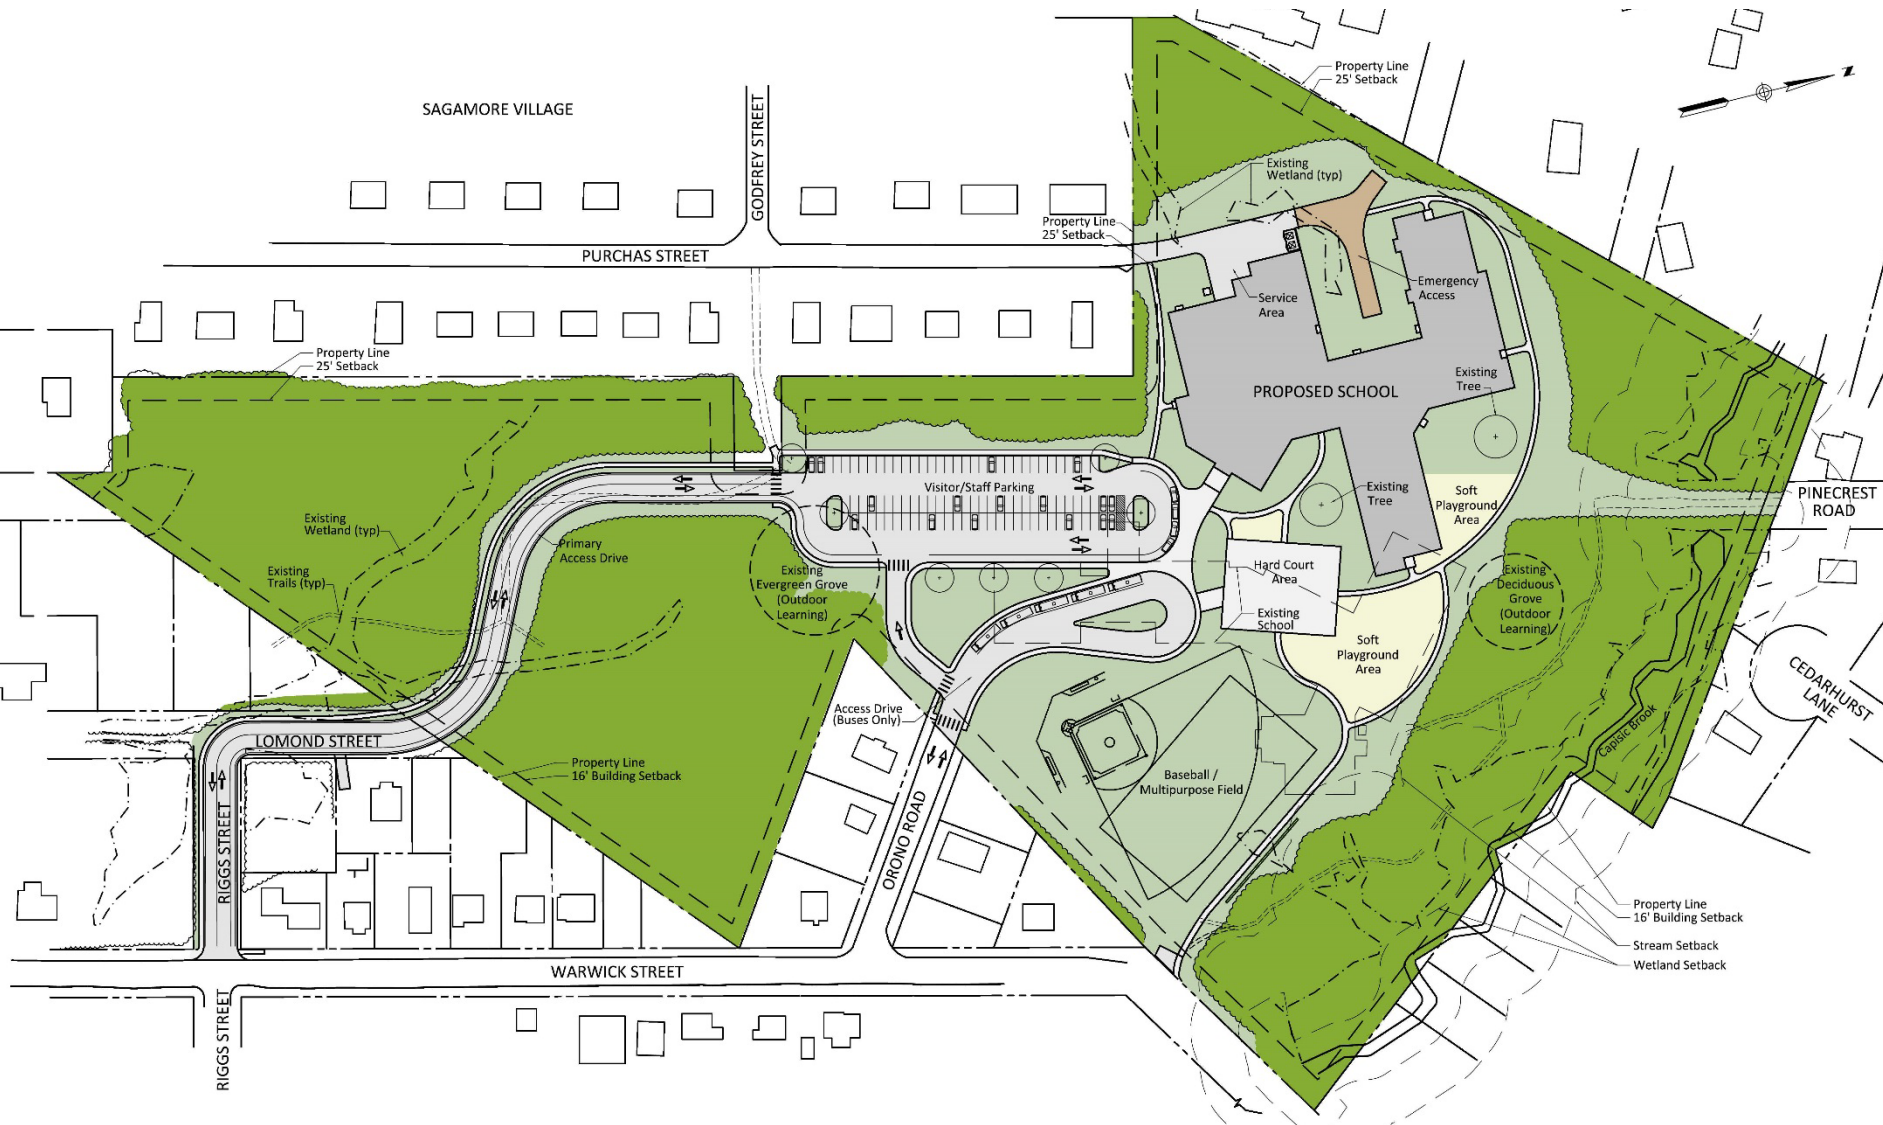 Property Line
25' Setback
Z
SAGAMORE VILLAGE
GODFREY STREET
Existing
Wetland (typ)
Property Line
25' Setback
PURCHAS STREET
Emergency
Access
Service
Area
Property Line
25' Setback
Existing
Tree
PROPOSED SCHOOL
Visitor/Staff Parking
Existing
Tree
Soft
Playground
Area
PINECREST
ROAD
Existing
Wetland (typ)
Primary
Access Drive
Existing
Trails (typ)
Existing
Evergreen Grove
(Outdoor
Learning)
Hard Court
Area
Existing
School
Existing
Deciduous
Grove
(Outdoor
Learning)
Soft
Playground
Area
CEDARHURST
LANE
Access Drive
(Buses Only)
Capisic Brook
LOMOND STREET
Property Line
16' Building Setback
Baseball /
Multipurpose Field
RIGGS STREET
ORONO ROAD
Property Line
16' Building Setback
Stream Setback
Wetland Setback
WARWICK STREET
RIGGS STREET